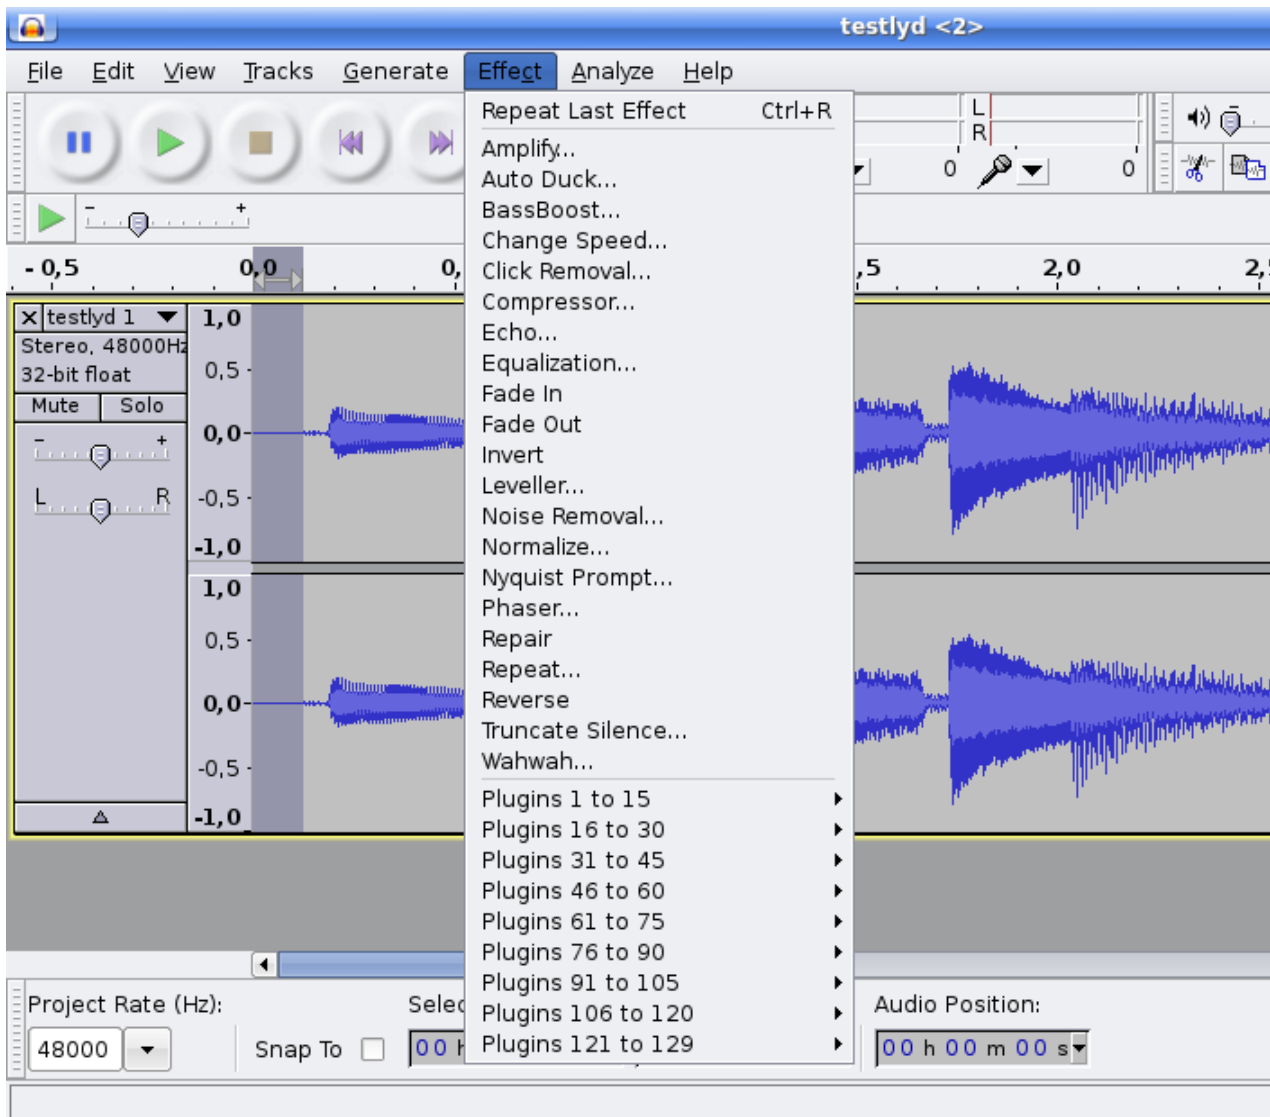 testlyd <2>
File Edit View Tracks Generate Effect Analyze Help
Repeat Last Effect Ctrl+R
Amplify...
Auto Duck...
BassBoost...
Change Speed...
Click Removal...
Compressor...
Echo...
Equalization...
Fade In
Fade Out
Invert
Leveller...
Noise Removal...
Normalize...
Nyquist Prompt...
Phaser...
Repair
Repeat...
Reverse
Truncate Silence...
Wahwah...
Plugins 1 to 15
Plugins 16 to 30
Plugins 31 to 45
Plugins 46 to 60
Plugins 61 to 75
Plugins 76 to 90
Plugins 91 to 105
Plugins 106 to 120
Plugins 121 to 129
L
R
0 0
- +
- 0,5 0,0 0, ,5 2,0 2,5
testlyd 1
Stereo, 48000Hz
32-bit float
Mute Solo
- +
L R
1,0
0,5
0,0
-0,5
-1,0
1,0
0,5
0,0
-0,5
-1,0
Project Rate (Hz):
48000
Snap To
Selec
00 h
Audio Position:
00 h 00 m 00 s